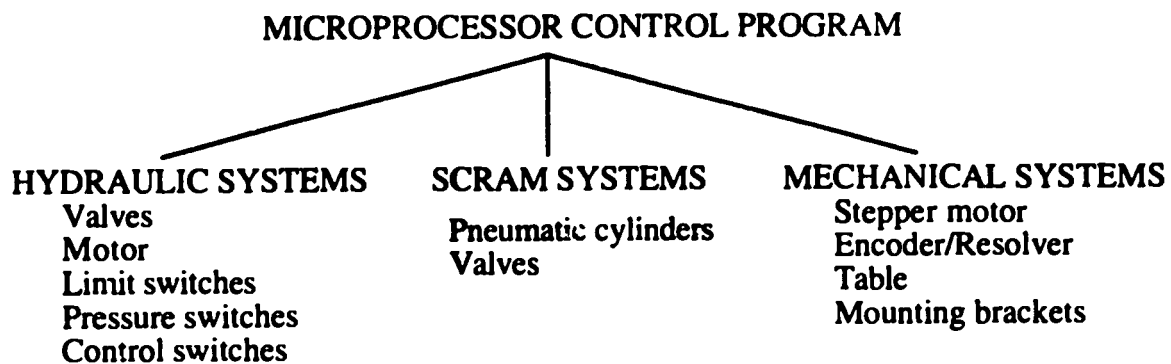 MICROPROCESSOR CONTROL PROGRAM
HYDRAULIC SYSTEMS
Valves
Motor
Limit switches
Pressure switches
Control switches
SCRAM SYSTEMS
Pneumatic cylinders
Valves
MECHANICAL SYSTEMS
Stepper motor
Encoder/Resolver
Table
Mounting brackets